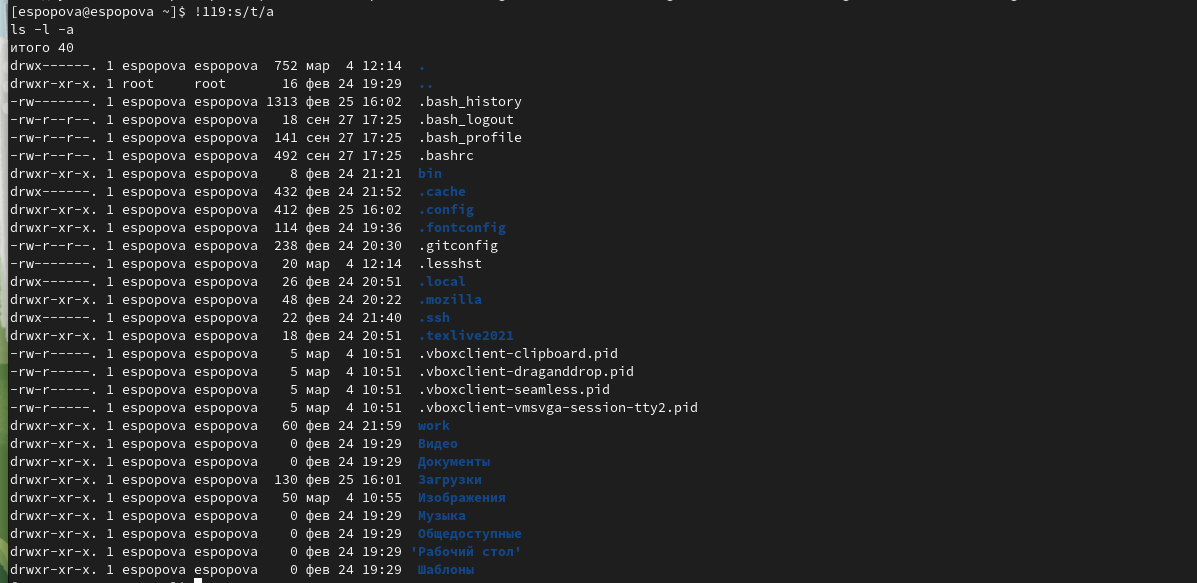 [espopova@espopova ~]$ !119:s/t/a
ls -l -a
итого 40
drwx------. 1 espopova espopova  752 мар  4 12:14  .
drwxr-xr-x. 1 root     root       16 фев 24 19:29  ..
-rw-------. 1 espopova espopova 1313 фев 25 16:02  .bash_history
-rw-r--r--. 1 espopova espopova   18 сен 27 17:25  .bash_logout
-rw-r--r--. 1 espopova espopova  141 сен 27 17:25  .bash_profile
-rw-r--r--. 1 espopova espopova  492 сен 27 17:25  .bashrc
drwxr-xr-x. 1 espopova espopova    8 фев 24 21:21  bin
drwx------. 1 espopova espopova  432 фев 24 21:52  .cache
drwxr-xr-x. 1 espopova espopova  412 фев 25 16:02  .config
drwxr-xr-x. 1 espopova espopova  114 фев 24 19:36  .fontconfig
-rw-r--r--. 1 espopova espopova  238 фев 24 20:30  .gitconfig
-rw-------. 1 espopova espopova   20 мар  4 12:14  .lesshst
drwx------. 1 espopova espopova   26 фев 24 20:51  .local
drwxr-xr-x. 1 espopova espopova   48 фев 24 20:22  .mozilla
drwx------. 1 espopova espopova   22 фев 24 21:40  .ssh
drwxr-xr-x. 1 espopova espopova   18 фев 24 20:51  .texlive2021
-rw-r-----. 1 espopova espopova    5 мар  4 10:51  .vboxclient-clipboard.pid
-rw-r-----. 1 espopova espopova    5 мар  4 10:51  .vboxclient-draganddrop.pid
-rw-r-----. 1 espopova espopova    5 мар  4 10:51  .vboxclient-seamless.pid
-rw-r-----. 1 espopova espopova    5 мар  4 10:51  .vboxclient-vmsvga-session-tty2.pid
drwxr-xr-x. 1 espopova espopova   60 фев 24 21:59  work
drwxr-xr-x. 1 espopova espopova    0 фев 24 19:29  Видео
drwxr-xr-x. 1 espopova espopova    0 фев 24 19:29  Документы
drwxr-xr-x. 1 espopova espopova  130 фев 25 16:01  Загрузки
drwxr-xr-x. 1 espopova espopova   50 мар  4 10:55  Изображения
drwxr-xr-x. 1 espopova espopova    0 фев 24 19:29  Музыка
drwxr-xr-x. 1 espopova espopova    0 фев 24 19:29  Общедоступные
drwxr-xr-x. 1 espopova espopova    0 фев 24 19:29 'Рабочий стол'
drwxr-xr-x. 1 espopova espopova    0 фев 24 19:29  Шаблоны